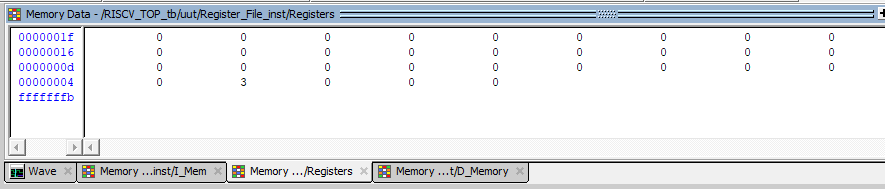 Memory Data - /RISCV_TOP_tb/uut/Register_File_inst/Registers
0000001f 0 0 0 0 0 0 0 0 0
00000016 0 0 0 0 0 0 0 0 0
0000000d 0 0 0 0 0 0 0 0 0
00000004 0 3 0 0 0
fffffffb
Wave Memory ...inst/I_Mem Memory .../Registers Memory ...t/D_Memory